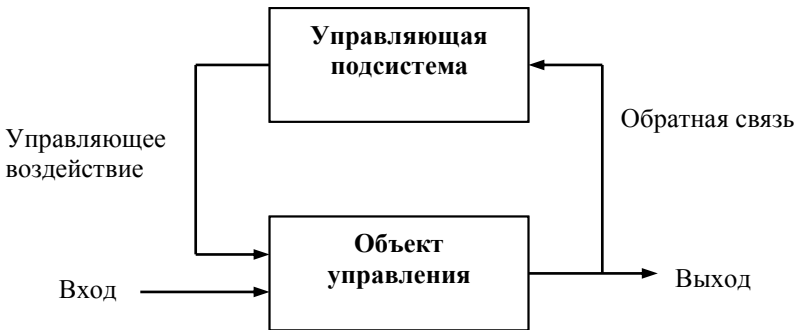 Управляющая
подсистема
Управляющее
воздействие
Обратная связь
Объект
управления
Вход
Выход